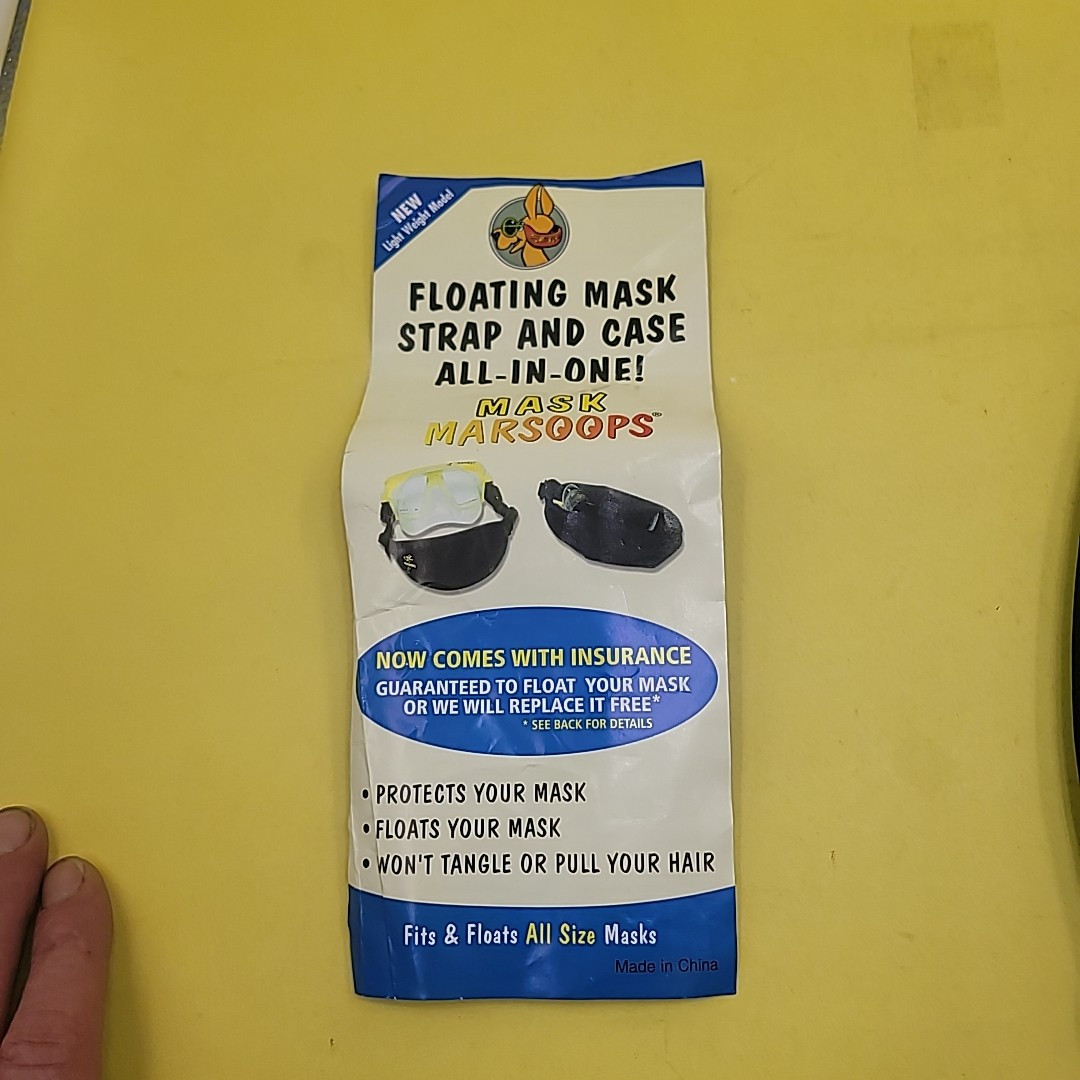 NEW
Light Weight Model
FLOATING MASK
STRAP AND CASE
ALL-IN-ONE!
MASK
MARSOOPS®
NOW COMES WITH INSURANCE
GUARANTEED TO FLOAT YOUR MASK
OR WE WILL REPLACE IT FREE*
* SEE BACK FOR DETAILS
• PROTECTS YOUR MASK
• FLOATS YOUR MASK
• WON'T TANGLE OR PULL YOUR HAIR
Fits & Floats All Size Masks
Made in China